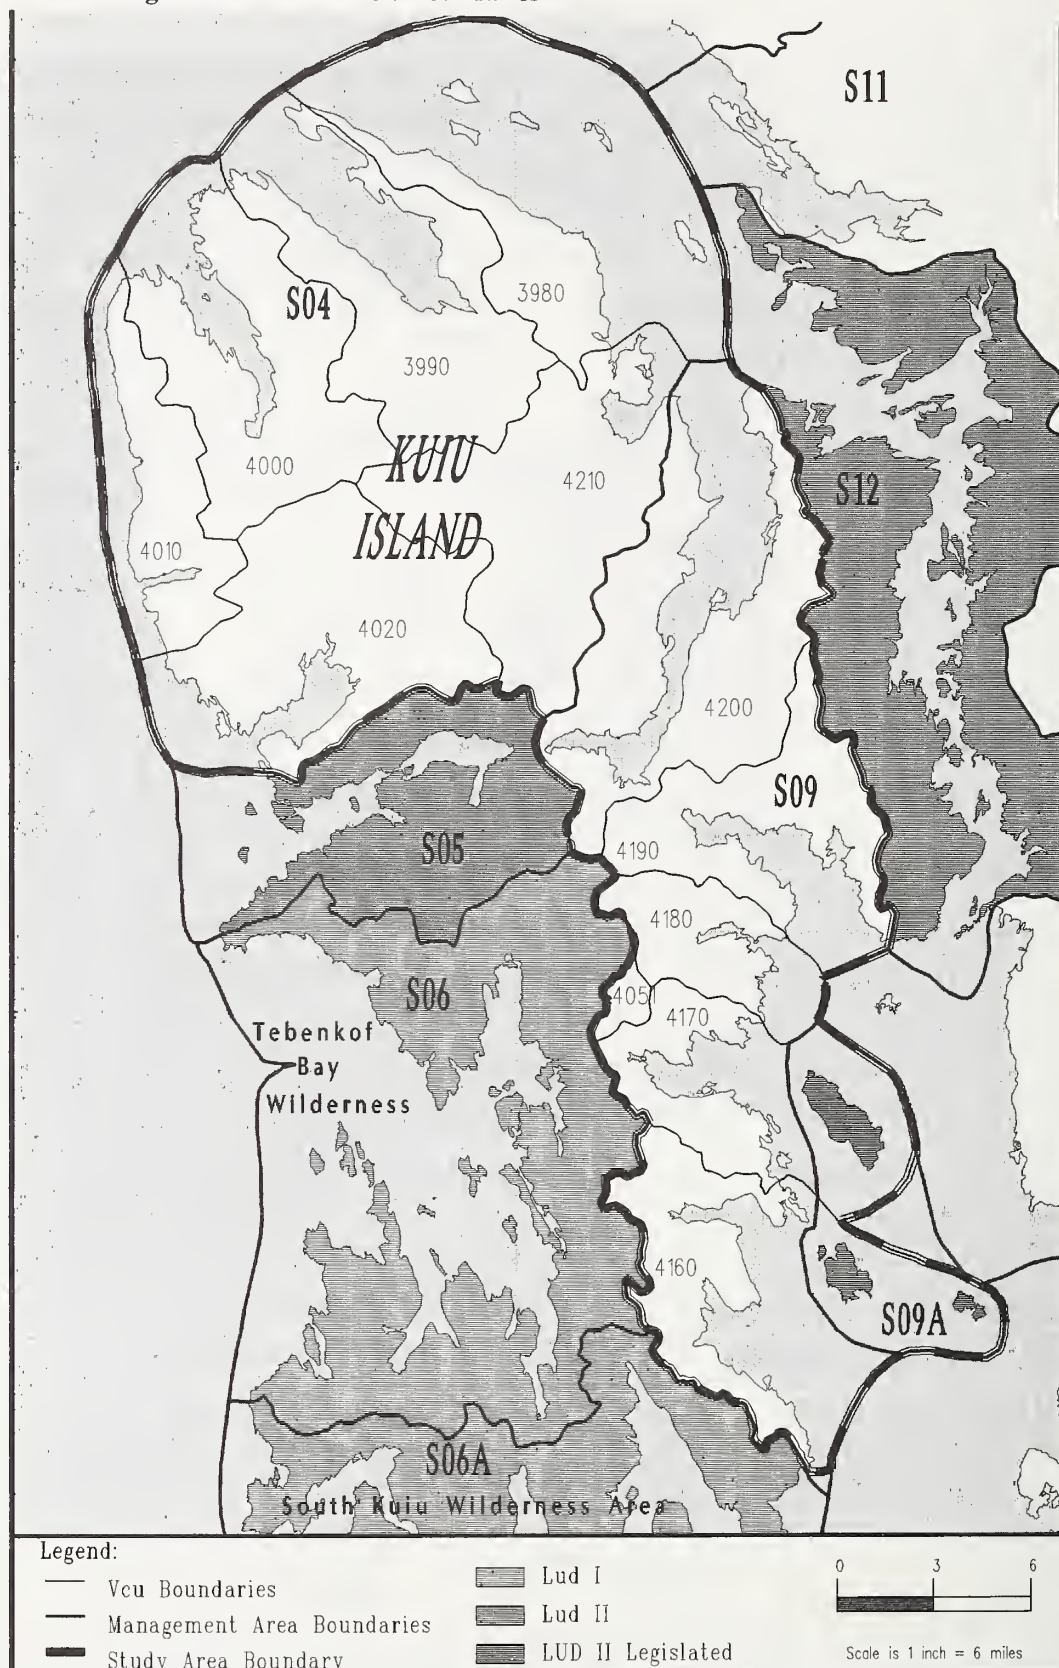 S11
S04
3980
3990
4000
KUIU
4210
S12
ISLAND
4010
4020
4200
S09
S05
4190
4180
S06
4051
4170
Tebenkof
Bay
Wilderness
4160
S09A
S06A
South Kuiu Wilderness Area
Legend:
Vcu Boundaries
Management Area Boundaries
Study Area Boundary
Lud I
Lud II
LUD II Legislated
0 3 6
Scale is 1 inch = 6 miles